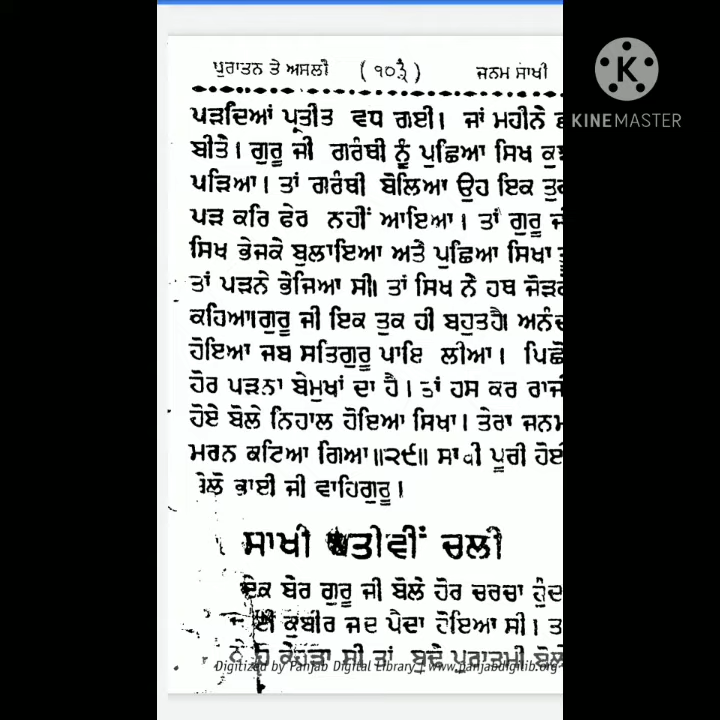 ਪੁਰਾਤਨ ਤੇ ਅਸਲੀ (੧੦੩) ਜਨਮ ਸਾਖੀ
KINEMASTER
ਪੜਦਿਆਂ ਪ੍ਰਤੀਤ ਵਧ ਗਈ। ਜਾਂ ਮਹੀਨੇ
ਬੀਤੇ। ਗੁਰੂ ਜੀ ਗਰੰਥੀ ਨੂੰ ਪੁਛਿਆ ਸਿਖ
ਪੜਿਆ। ਤਾਂ ਗਰੰਥੀ ਬੋਲਿਆ ਉਹ ਇਕ
ਪੜ ਕਰਿ ਫੇਰ ਨਹੀਂ ਆਇਆ। ਤਾਂ ਗੁਰੂ
ਸਿਖ ਭੇਜਕੇ ਬੁਲਾਇਆ ਅਤੇ ਪੁਛਿਆ ਸਿਖਾ
ਤਾਂ ਪੜਨੇ ਭੇਜਿਆ ਸੀ। ਤਾਂ ਸਿਖ ਨੇ ਹਥ
ਕਹਿਆ।ਗੁਰੂ ਜੀ ਇਕ ਤੁਕ ਹੀ ਬਹੁਤਹੈ।
ਹੋਇਆ ਜਬ ਸਤਿਗੁਰੂ ਪਾਇ ਲੀਆ। ਪਿਛੋਂ
ਹੋਰ ਪੜਨਾ ਬੇਮੁਖਾਂ ਦਾ ਹੈ। ਤਾਂ ਹਸ ਕਰ
ਹੋਏ ਬੋਲੇ ਨਿਹਾਲ ਹੋਇਆ ਸਿਖਾ। ਤੇਰਾ ਜਨਮ
ਮਰਨ ਕਟਿਆ ਗਿਆ॥੨੯॥ ਸਾਖੀ ਪੂਰੀ ਹੋਈ
ਬੋਲੋ ਭਾਈ ਜੀ ਵਾਹਿਗੁਰੂ।
ਸਾਖੀ ਤੀਵੀਂ ਚਲੀ
ਇਕ ਬੇਰ ਗੁਰੂ ਜੀ ਬੋਲੇ ਹੋਰ ਚਰਚਾ
ਕੁਬੀਰ ਜਦ ਪੈਦਾ ਹੋਇਆ ਸੀ।
ਕੇਹੜਾ ਸੀ ਤਾਂ ਬੁਢੇ
Digitized by Panjab Digital Library | www.panjabdigilib.org